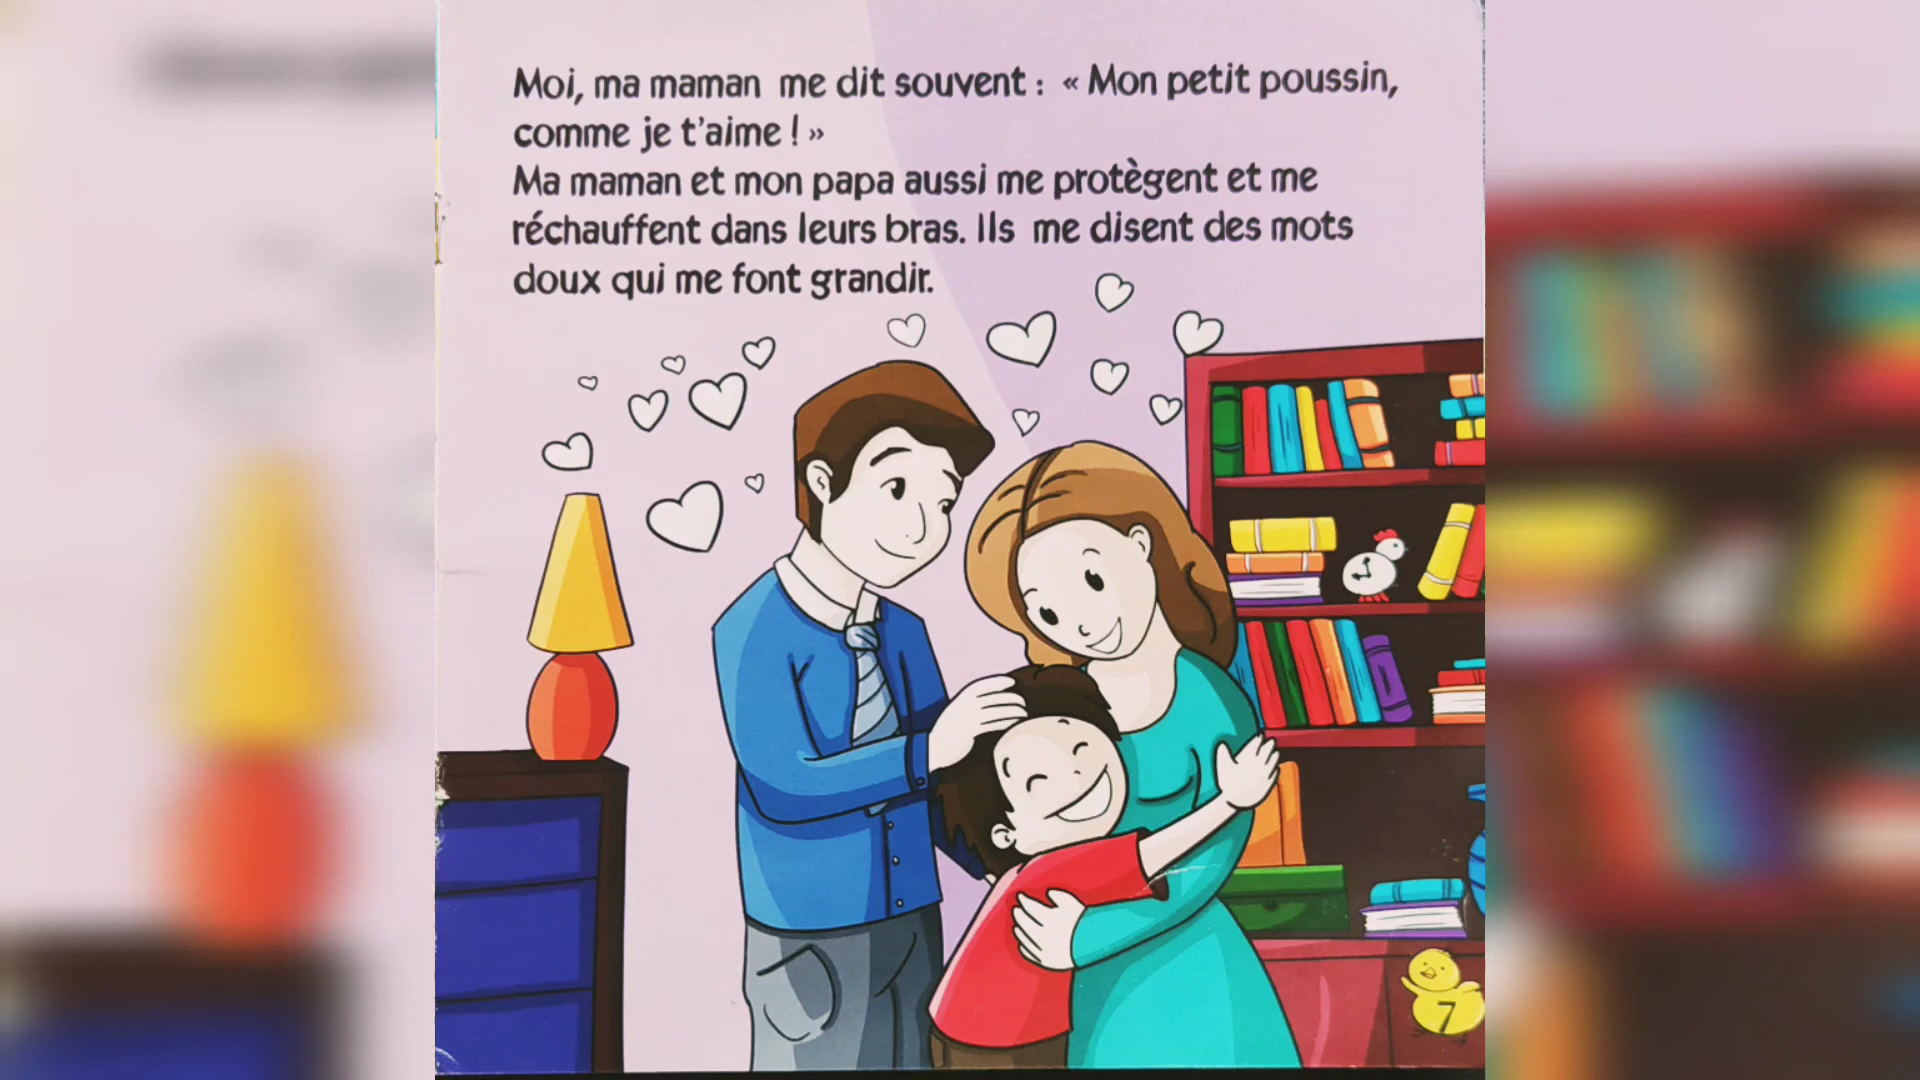 Moi, ma maman me dit souvent : « Mon petit poussin,
comme je t'aime ! »
Ma maman et mon papa aussi me protègent et me
réchauffent dans leurs bras. Ils me disent des mots
doux qui me font grandir.
7